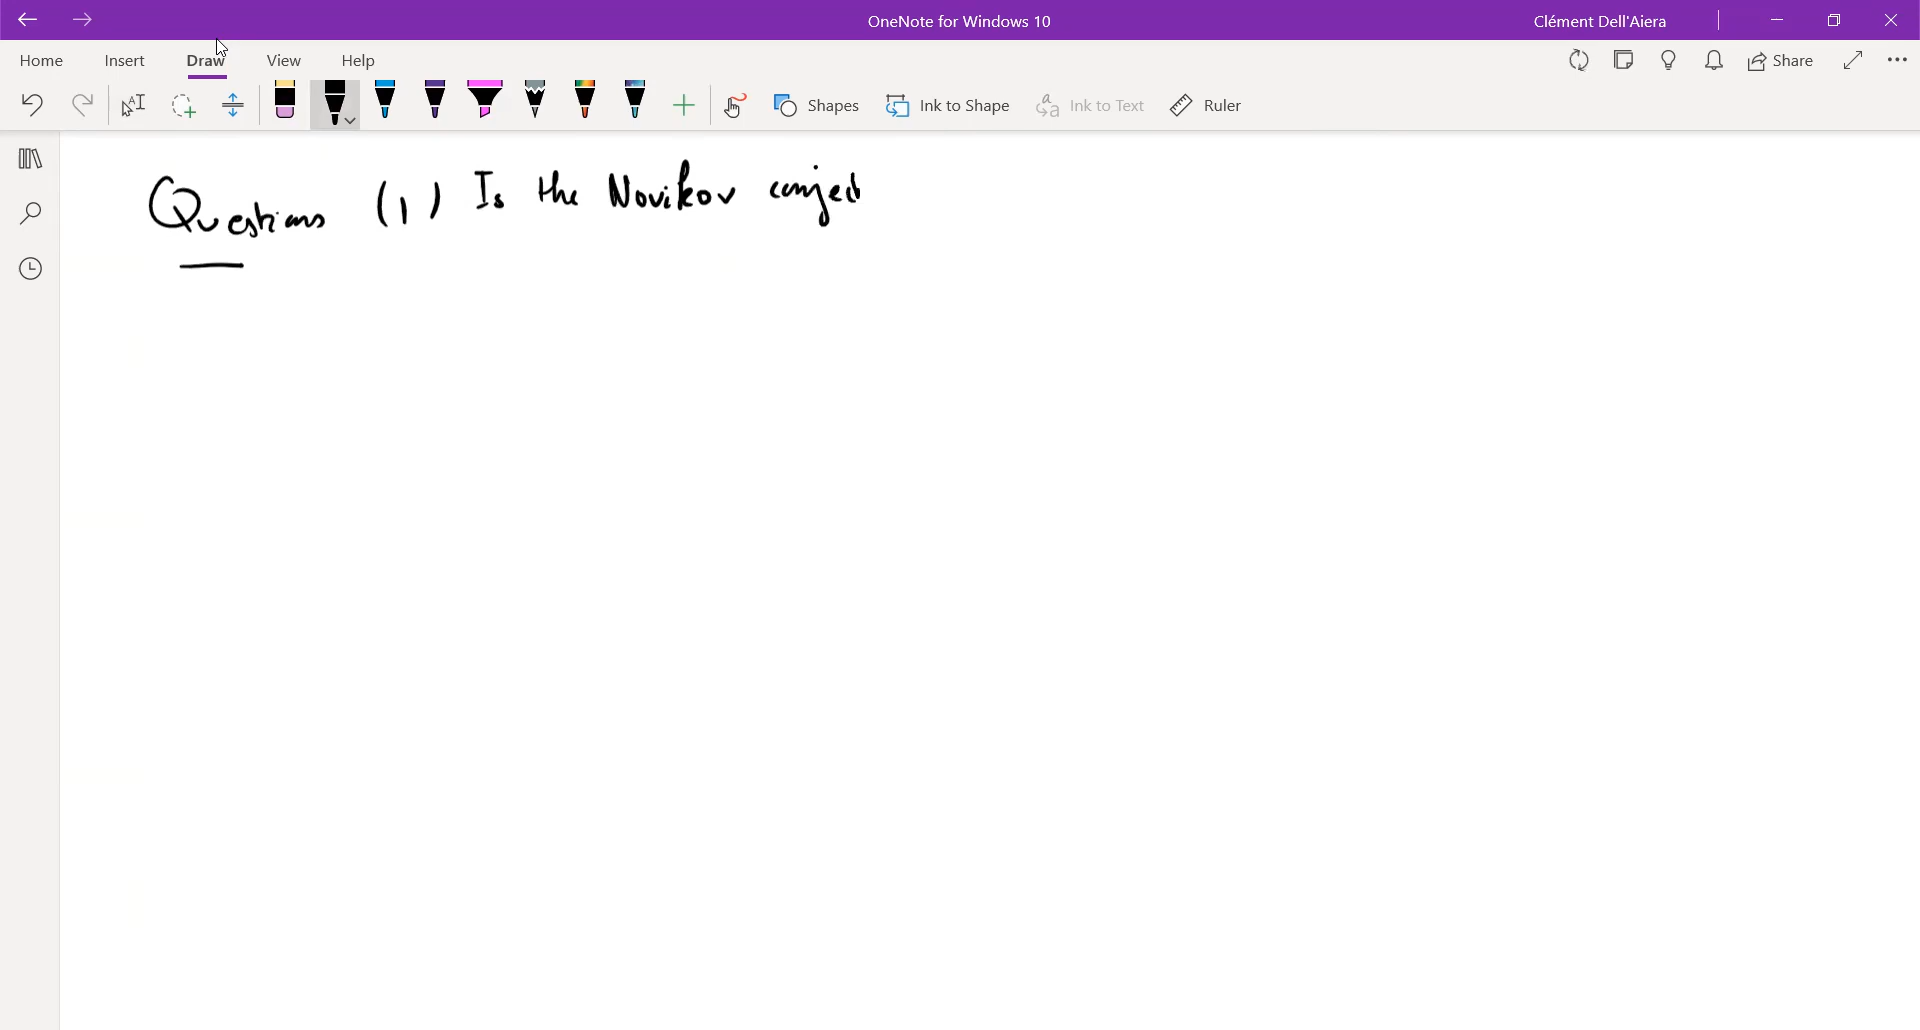 OneNote for Windows 10
Clément Dell'Aiera
Home Insert Draw View Help
Share
Shapes Ink to Shape Ink to Text Ruler
Questions (1) Is the Novikov conject